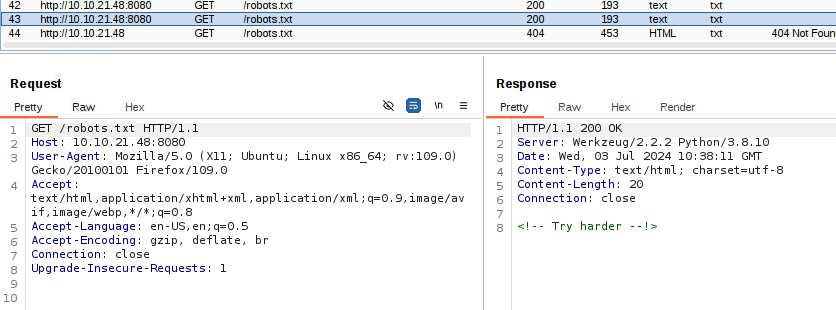 42 http://10.10.21.48:8080 GET /robots.txt 200 193 text txt
43 http://10.10.21.48:8080 GET /robots.txt 200 193 text txt
44 http://10.10.21.48 GET /robots.txt 404 453 HTML txt 404 Not Foun
Request
Pretty Raw Hex \n
1 GET /robots.txt HTTP/1.1
2 Host: 10.10.21.48:8080
3 User-Agent: Mozilla/5.0 (X11; Ubuntu; Linux x86_64; rv:109.0)
Gecko/20100101 Firefox/109.0
4 Accept:
text/html,application/xhtml+xml,application/xml;q=0.9,image/av
if,image/webp,*/*;q=0.8
5 Accept-Language: en-US,en;q=0.5
6 Accept-Encoding: gzip, deflate, br
7 Connection: close
8 Upgrade-Insecure-Requests: 1
9
10
Response
Pretty Raw Hex Render
1 HTTP/1.1 200 OK
2 Server: Werkzeug/2.2.2 Python/3.8.10
3 Date: Wed, 03 Jul 2024 10:38:11 GMT
4 Content-Type: text/html; charset=utf-8
5 Content-Length: 20
6 Connection: close
7
8 <!-- Try harder --!>